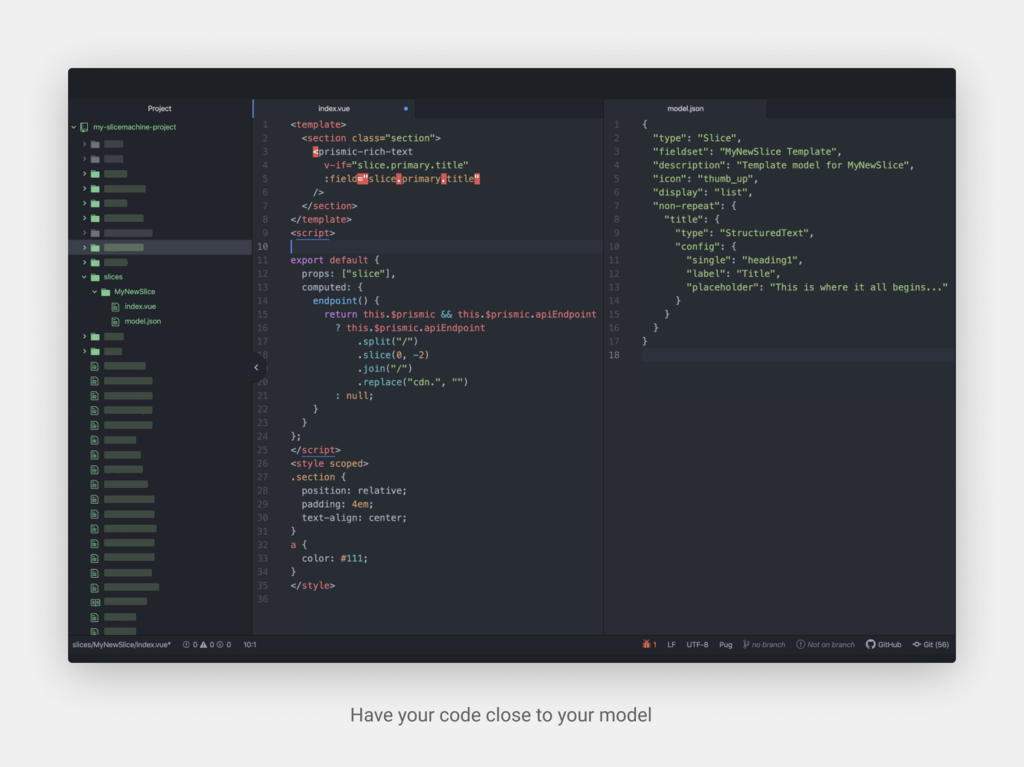 Project
my-slicemachine-project
slices
MyNewSlice
index.vue
model.json
index.vue
1 <template>
2   <section class="section">
3     <prismic-rich-text
4       v-if="slice.primary.title"
5       :field="slice.primary.title"
6     />
7   </section>
8 </template>
9 <script>
10
11 export default {
12   props: ["slice"],
13   computed: {
14     endpoint() {
15       return this.$prismic && this.$prismic.apiEndpoint
16         ? this.$prismic.apiEndpoint
17             .split("/")
18             .slice(0, -2)
            .join("/")
20             .replace("cdn.", "")
21         : null;
22     }
23   }
24 };
25 </script>
26 <style scoped>
27 .section {
28   position: relative;
29   padding: 4em;
30   text-align: center;
31 }
32 a {
33   color: #111;
34 }
35 </style>
36
model.json
1 {
2   "type": "Slice",
3   "fieldset": "MyNewSlice Template",
4   "description": "Template model for MyNewSlice",
5   "icon": "thumb_up",
6   "display": "list",
7   "non-repeat": {
8     "title": {
9       "type": "StructuredText",
10       "config": {
11         "single": "heading1",
12         "label": "Title",
13         "placeholder": "This is where it all begins..."
14       }
15     }
16   }
17 }
18
slices/MyNewSlice/index.vue* 0 0 0 10:1 1 LF UTF-8 Pug no branch Not on branch GitHub Git (56)
Have your code close to your model